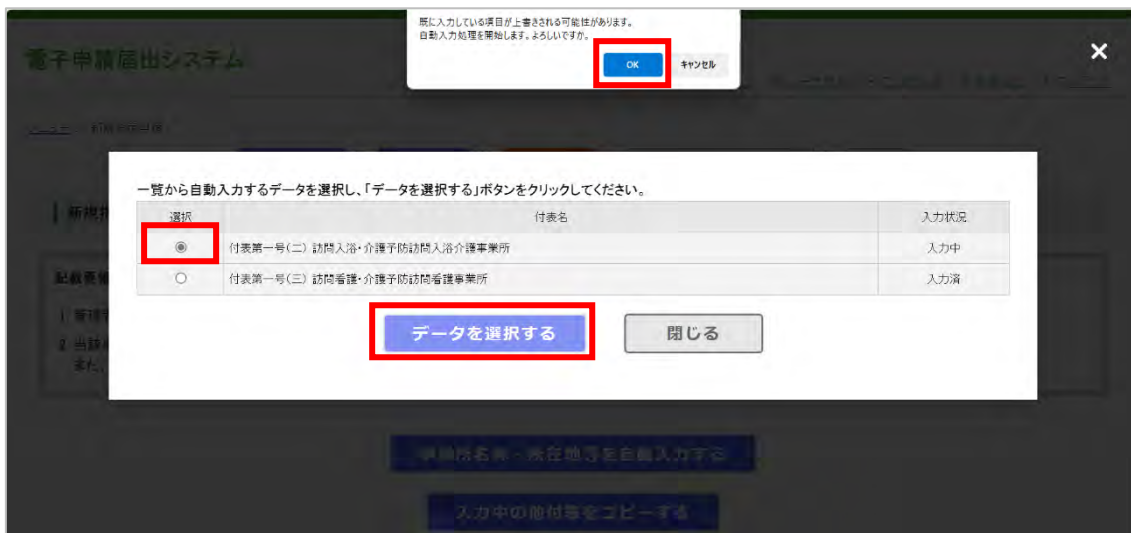 既に入力している項目が上書きされる可能性があります。
自動入力処理を開始します。よろしいですか。
OK キャンセル
電子申請届出システム
×
一覧から自動入力するデータを選択し、「データを選択する」ボタンをクリックしてください。
選択 付表名 入力状況
付表第一号(二) 訪問入浴・介護予防訪問入浴介護事業所 入力中
付表第一号(三) 訪問看護・介護予防訪問看護事業所 入力済
データを選択する 閉じる
事業所名称・所在地等を自動入力する
入力中の他付表をコピーする